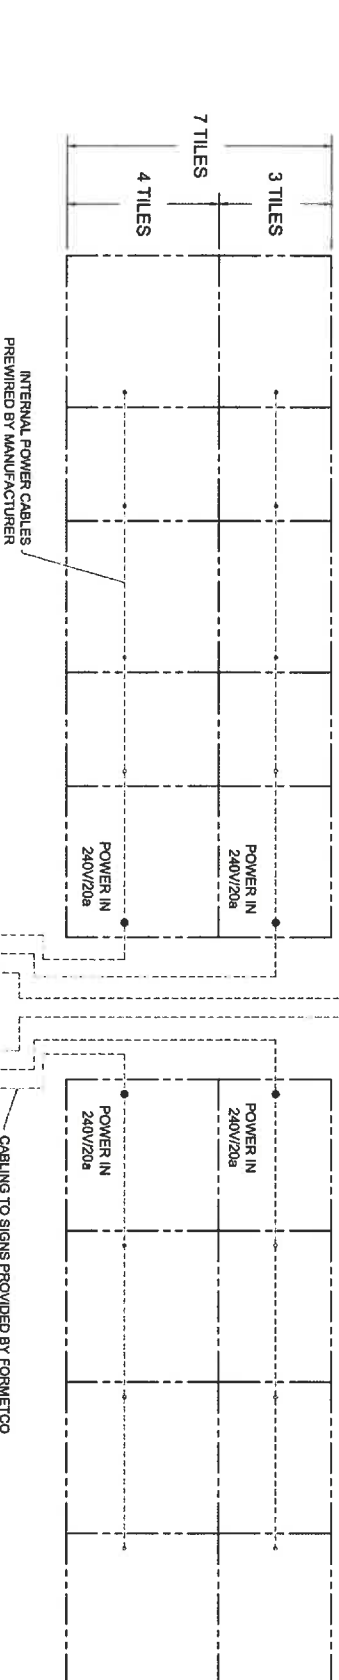 7 TILES
3 TILES
4 TILES
INTERNAL POWER CABLES
PREWIRED BY MANUFACTURER
POWER IN
240V/20a
POWER IN
240V/20a
POWER IN
240V/20a
POWER IN
240V/20a
CABLING TO SIGNS PROVIDED BY FORMETCO